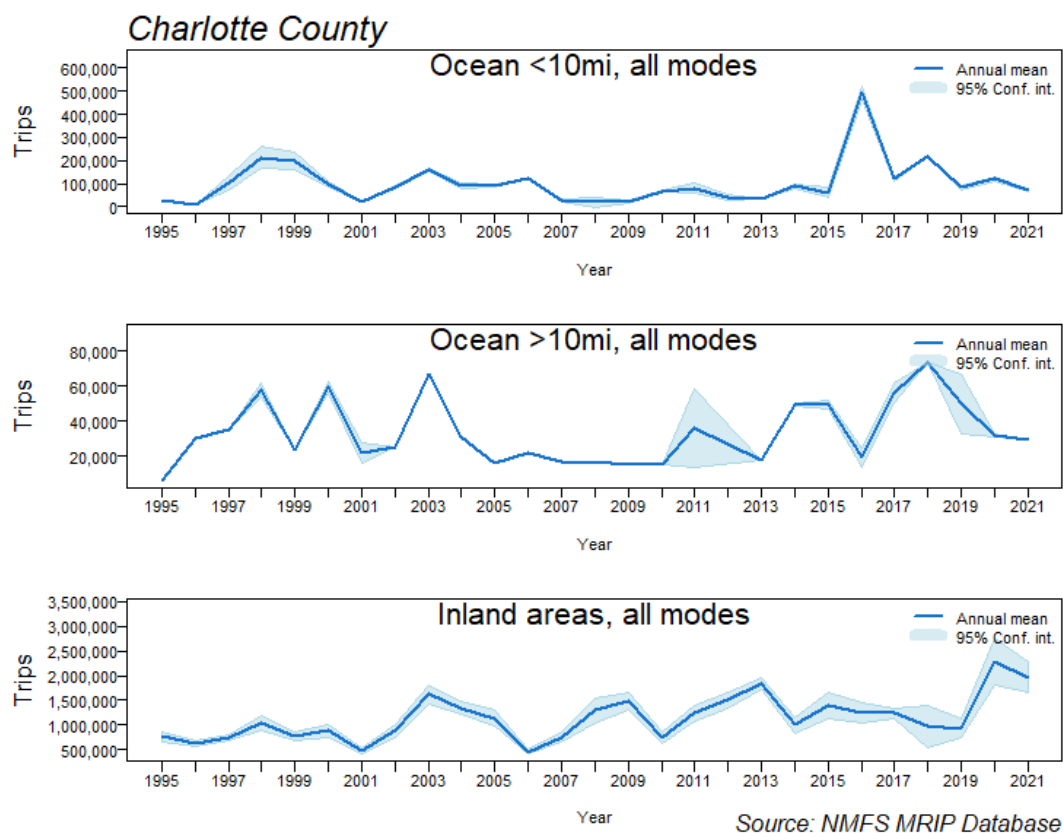 Charlotte County
Ocean <10mi, all modes
Annual mean
95% Conf. int.
Trips
600,000
500,000
400,000
300,000
200,000
100,000
0
1995 1997 1999 2001 2003 2005 2007 2009 2011 2013 2015 2017 2019 2021
Year
Ocean >10mi, all modes
Annual mean
95% Conf. int.
Trips
80,000
60,000
40,000
20,000
1995 1997 1999 2001 2003 2005 2007 2009 2011 2013 2015 2017 2019 2021
Year
Inland areas, all modes
Annual mean
95% Conf. int.
Trips
3,500,000
3,000,000
2,500,000
2,000,000
1,500,000
1,000,000
500,000
1995 1997 1999 2001 2003 2005 2007 2009 2011 2013 2015 2017 2019 2021
Year
Source: NMFS MRIP Database